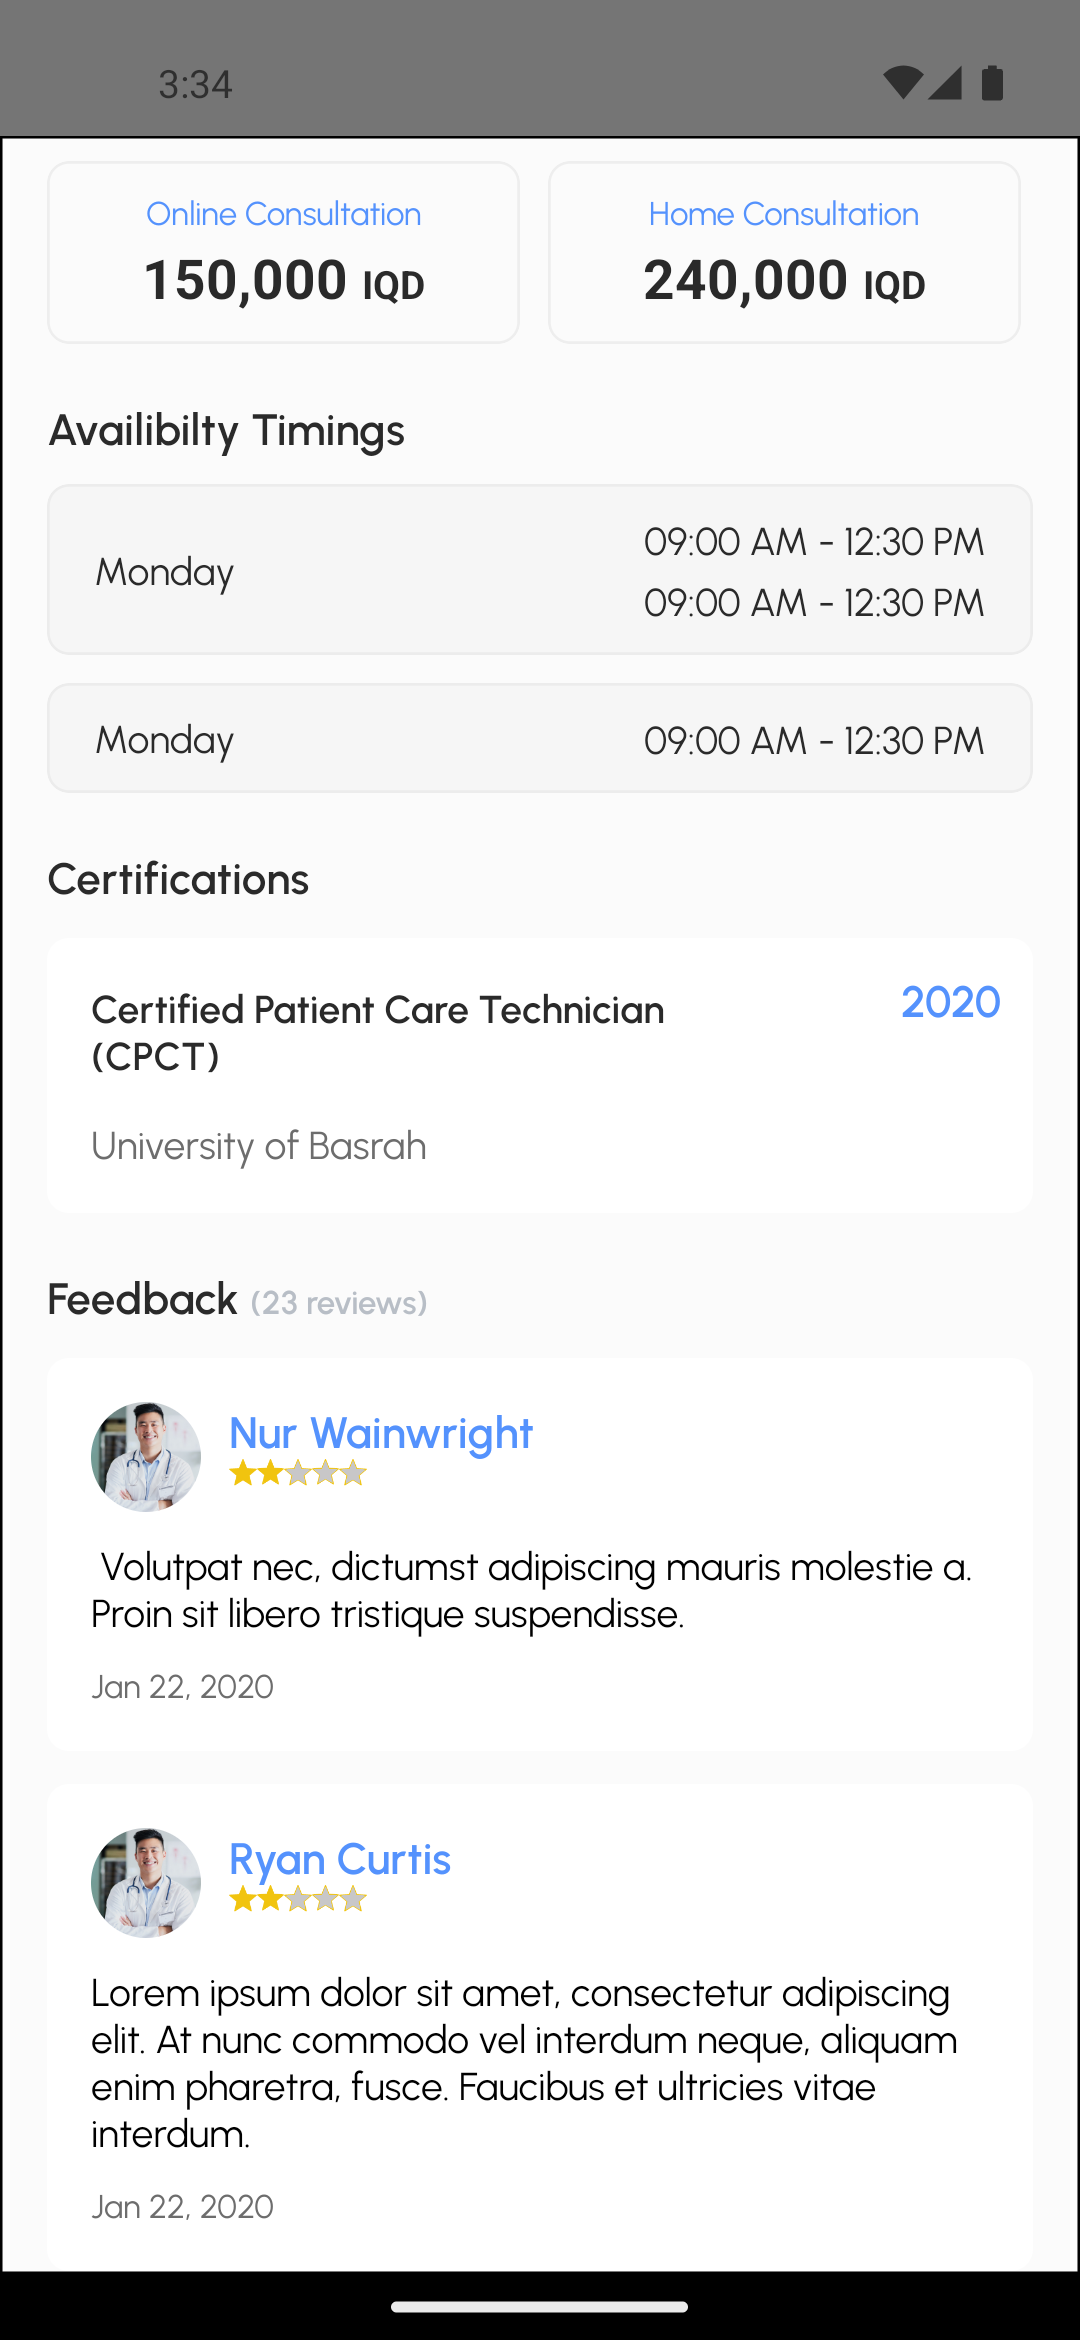 3:34
Online Consultation
150,000 IQD
Home Consultation
240,000 IQD
Availibilty Timings
Monday
09:00 AM - 12:30 PM
09:00 AM - 12:30 PM
Monday
09:00 AM - 12:30 PM
Certifications
Certified Patient Care Technician
(CPCT)
2020
University of Basrah
Feedback (23 reviews)
Nur Wainwright
Volutpat nec, dictumst adipiscing mauris molestie a.
Proin sit libero tristique suspendisse.
Jan 22, 2020
Ryan Curtis
Lorem ipsum dolor sit amet, consectetur adipiscing
elit. At nunc commodo vel interdum neque, aliquam
enim pharetra, fusce. Faucibus et ultricies vitae
interdum.
Jan 22, 2020